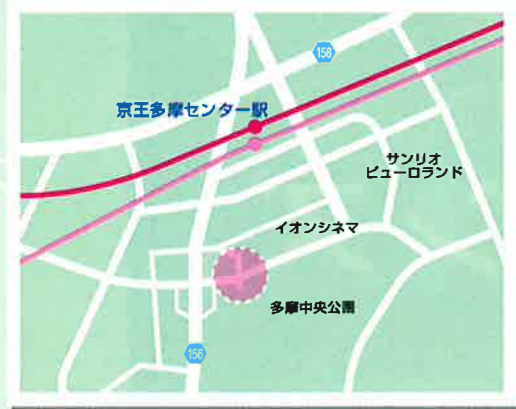 158
京王多摩センター駅
サンリオ
ピューロランド
イオンシネマ
多摩中央公園
156